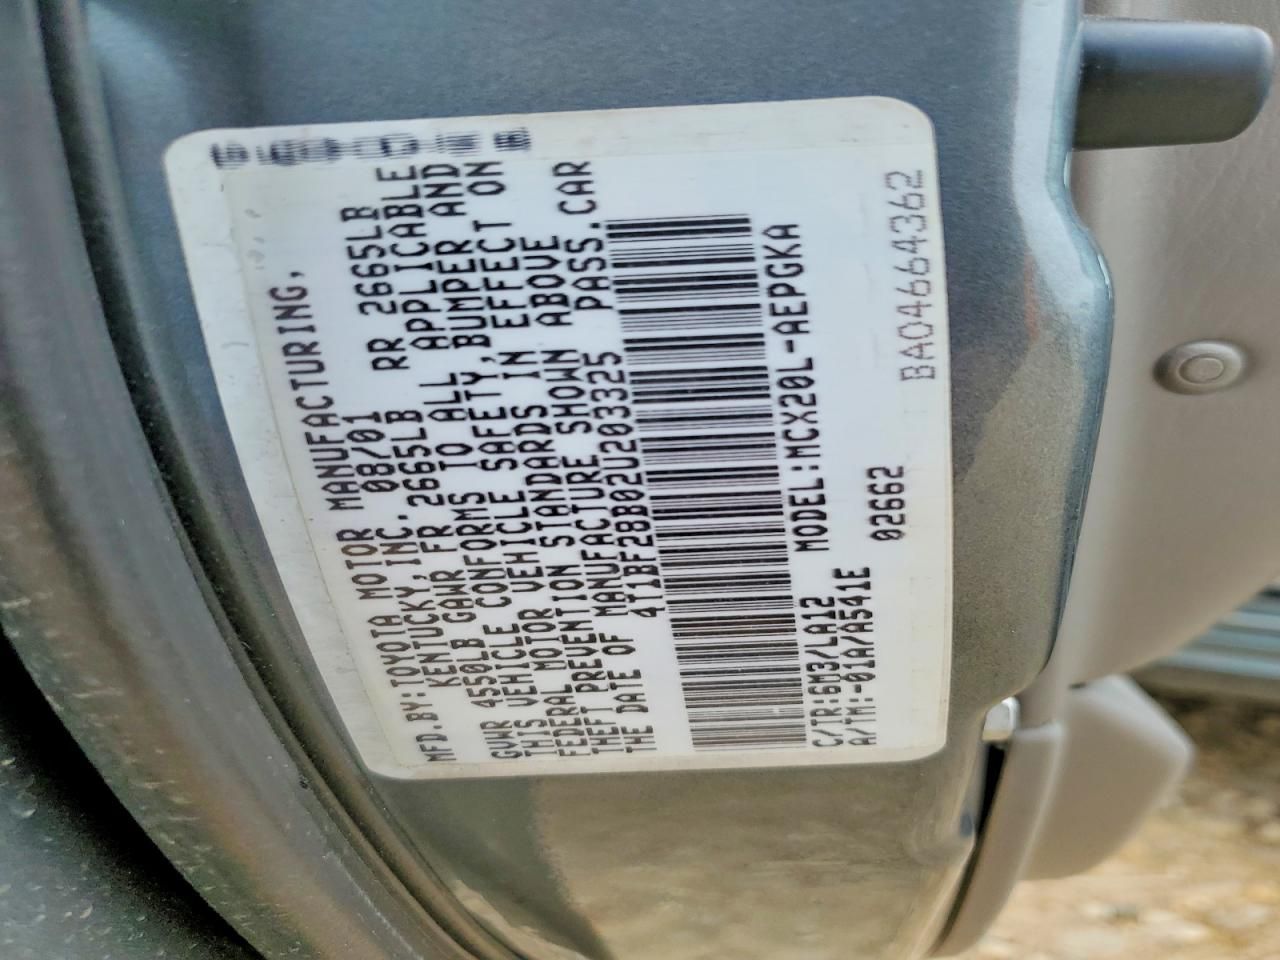 MFD.BY:TOYOTA MOTOR MANUFACTURING,
KENTUCKY,INC. 08/01
GVWR 4550LB GAWR FR 2665LB RR 2665LB
THIS VEHICLE CONFORMS TO ALL APPLICABLE
FEDERAL MOTOR VEHICLE SAFETY,BUMPER AND
THEFT PREVENTION STANDARDS IN EFFECT ON
THE DATE OF MANUFACTURE SHOWN ABOVE
4T1BF28B02U203325 PASS.CAR
MODEL:MCX20L-AEPGKA
C/TR:6M3/LA12
A/TM:-01A/A541E 02662
BA04664362